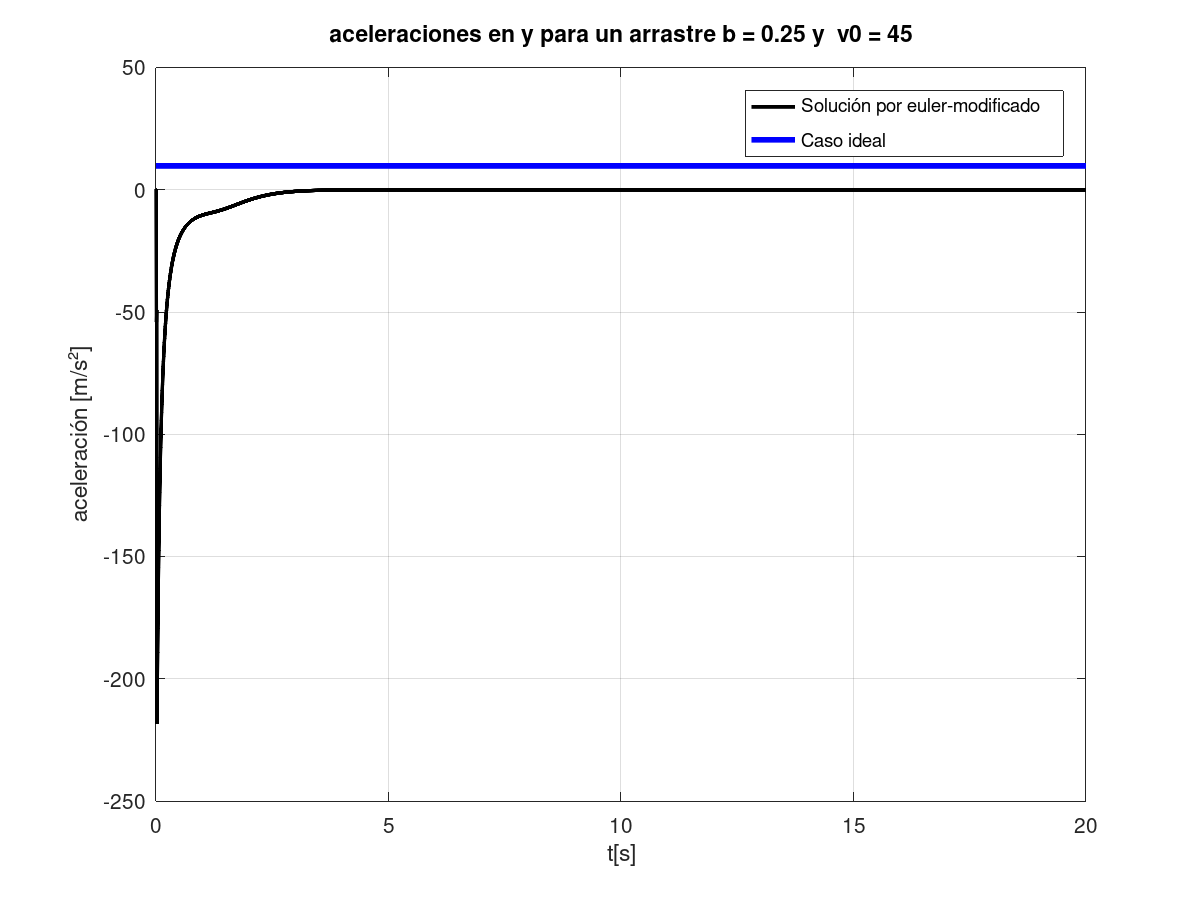 aceleraciones en y para un arrastre b = 0.25 y  v0 = 45
50
Solución por euler-modificado
Caso ideal
0
-50
-100
-150
-200
-250
aceleración [m/s²]
0 5 10 15 20
t[s]